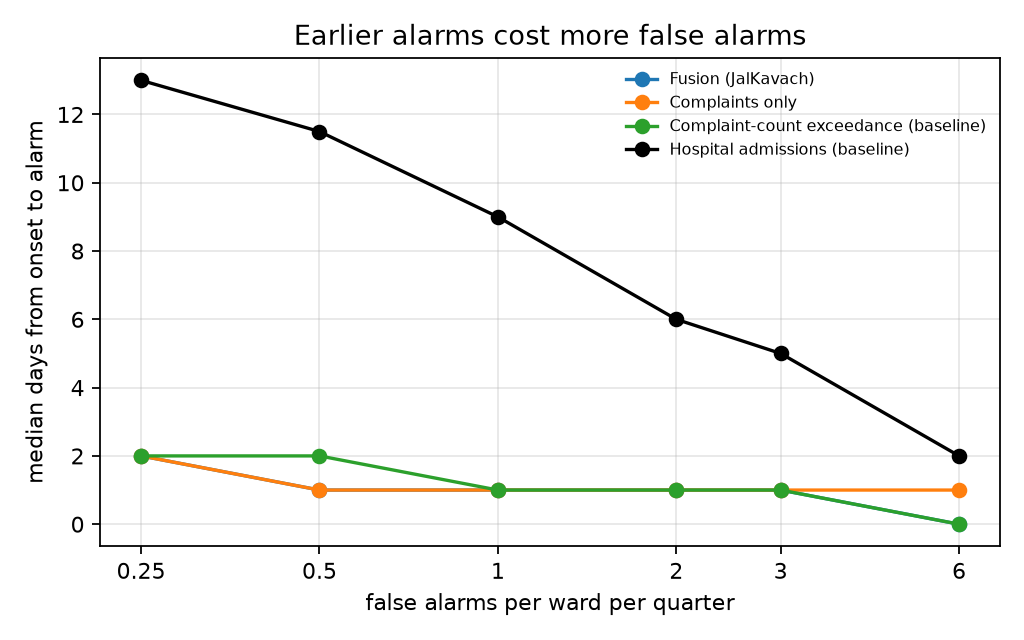 Earlier alarms cost more false alarms
Fusion (JalKavach)
Complaints only
Complaint-count exceedance (baseline)
Hospital admissions (baseline)
median days from onset to alarm
12
10
8
6
4
2
0
0.25 0.5 1 2 3 6
false alarms per ward per quarter